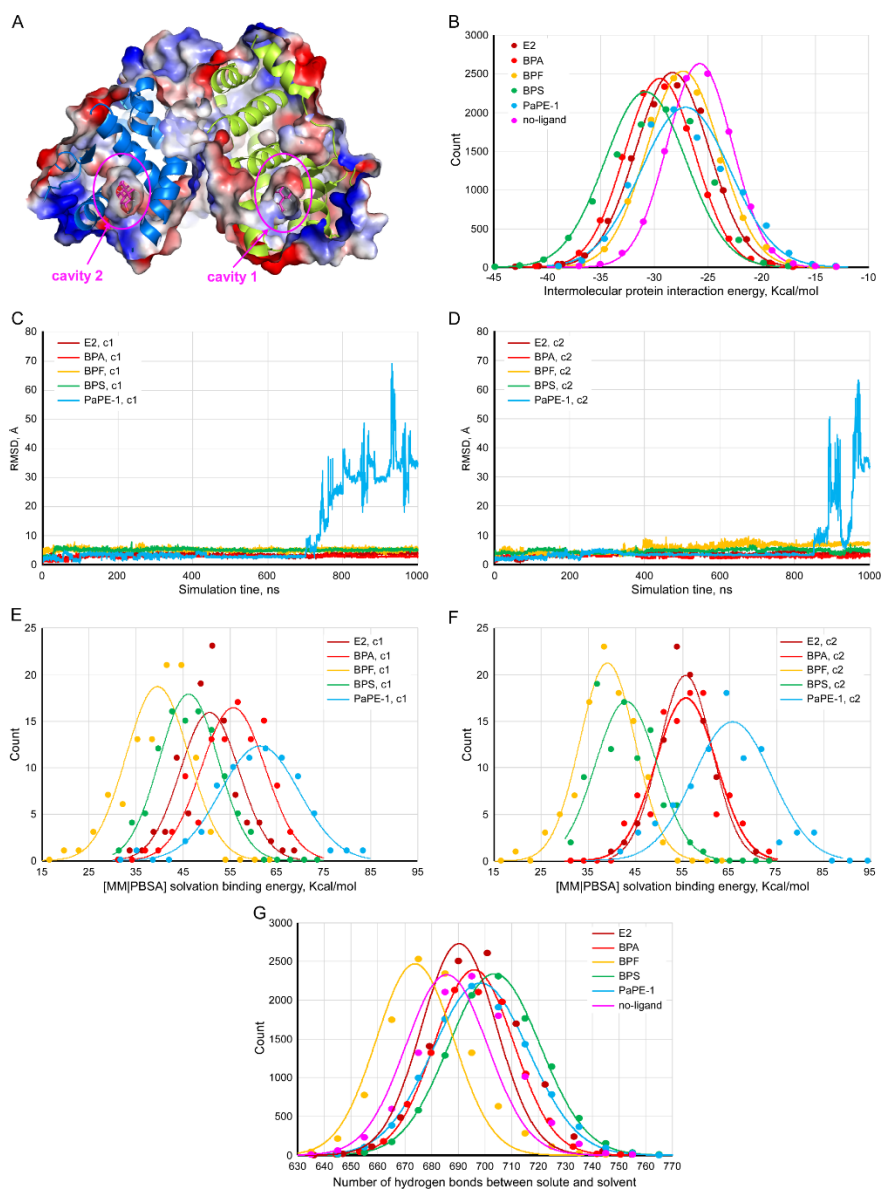 A
cavity 2
cavity 1
B
3000
2500
2000
1500
1000
500
0
Count
E2
BPA
BPF
BPS
PaPE-1
no-ligand
-45
-40
-35
-30
-25
-20
-15
-10
Intermolecular protein interaction energy, Kcal/mol
C
80
70
60
50
40
30
20
10
0
RMSD, Å
E2, c1
BPA, c1
BPF, c1
BPS, c1
PaPE-1, c1
0
200
400
600
800
1000
Simulation tine, ns
D
80
70
60
50
40
30
20
10
0
RMSD, Å
E2, c2
BPA, c2
BPF, c2
BPS, c2
PaPE-1, c2
0
200
400
600
800
1000
Simulation tine, ns
E
25
20
15
10
5
0
Count
E2, c1
BPA, c1
BPF, c1
BPS, c1
PaPE-1, c1
15
25
35
45
55
65
75
85
95
[MM|PBSA] solvation binding energy, Kcal/mol
F
25
20
15
10
5
0
Count
E2, c2
BPA, c2
BPF, c2
BPS, c2
PaPE-1, c2
15
25
35
45
55
65
75
85
95
[MM|PBSA] solvation binding energy, Kcal/mol
G
3000
2500
2000
1500
1000
500
0
Count
E2
BPA
BPF
BPS
PaPE-1
no-ligand
630
640
650
660
670
680
690
700
710
720
730
740
750
760
770
Number of hydrogen bonds between solute and solvent